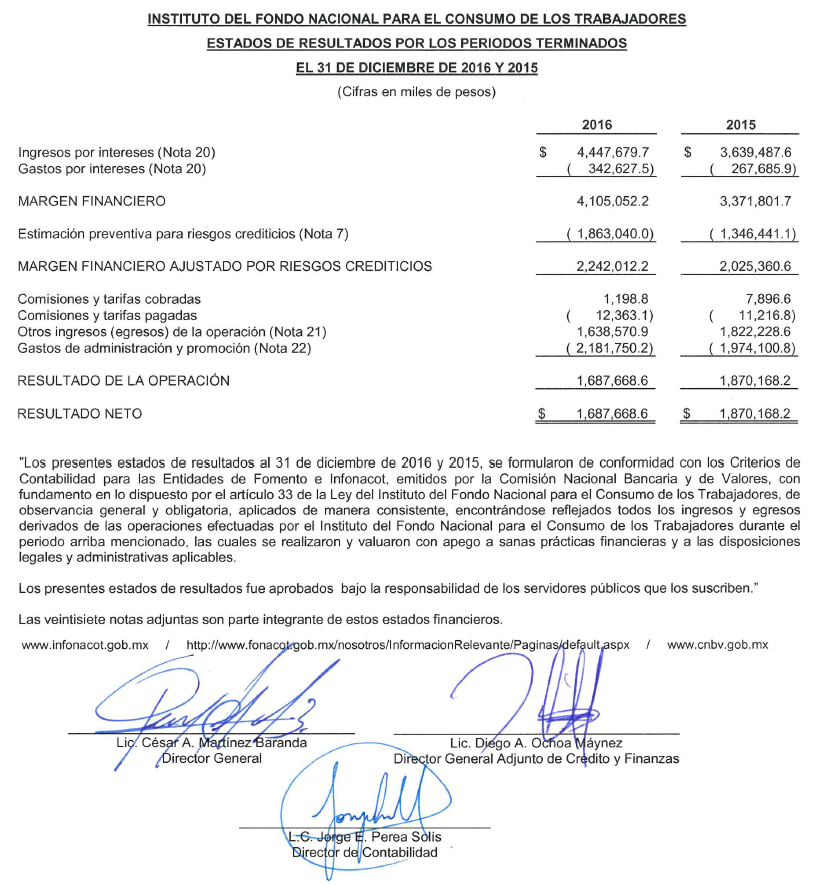 INSTITUTO DEL FONDO NACIONAL PARA EL CONSUMO DE LOS TRABAJADORES
ESTADOS DE RESULTADOS POR LOS PERIODOS TERMINADOS
EL 31 DE DICIEMBRE DE 2016 Y 2015
(Cifras en miles de pesos)
2016 2015
Ingresos por intereses (Nota 20) $ 4,447,679.7 $ 3,639,487.6
Gastos por intereses (Nota 20) ( 342,627.5) ( 267,685.9)
MARGEN FINANCIERO 4,105,052.2 3,371,801.7
Estimación preventiva para riesgos crediticios (Nota 7) ( 1,863,040.0) ( 1,346,441.1)
MARGEN FINANCIERO AJUSTADO POR RIESGOS CREDITICIOS 2,242,012.2 2,025,360.6
Comisiones y tarifas cobradas 1,198.8 7,896.6
Comisiones y tarifas pagadas ( 12,363.1) ( 11,216.8)
Otros ingresos (egresos) de la operación (Nota 21) 1,638,570.9 1,822,228.6
Gastos de administración y promoción (Nota 22) ( 2,181,750.2) ( 1,974,100.8)
RESULTADO DE LA OPERACIÓN 1,687,668.6 1,870,168.2
RESULTADO NETO $ 1,687,668.6 $ 1,870,168.2
"Los presentes estados de resultados al 31 de diciembre de 2016 y 2015, se formularon de conformidad con los Criterios de
Contabilidad para las Entidades de Fomento e Infonacot, emitidos por la Comisión Nacional Bancaria y de Valores, con
fundamento en lo dispuesto por el artículo 33 de la Ley del Instituto del Fondo Nacional para el Consumo de los Trabajadores, de
observancia general y obligatoria, aplicados de manera consistente, encontrándose reflejados todos los ingresos y egresos
derivados de las operaciones efectuadas por el Instituto del Fondo Nacional para el Consumo de los Trabajadores durante el
periodo arriba mencionado, las cuales se realizaron y valuaron con apego a sanas prácticas financieras y a las disposiciones
legales y administrativas aplicables.
Los presentes estados de resultados fue aprobados bajo la responsabilidad de los servidores públicos que los suscriben."
Las veintisiete notas adjuntas son parte integrante de estos estados financieros.
www.infonacot.gob.mx / http://www.fonacot.gob.mx/nosotros/InformacionRelevante/Paginas/default.aspx / www.cnbv.gob.mx
Lic. César A. Martínez Baranda
Director General
Lic. Diego A. Ochoa Máynez
Director General Adjunto de Crédito y Finanzas
L.C. Jorge E. Perea Solís
Director de Contabilidad